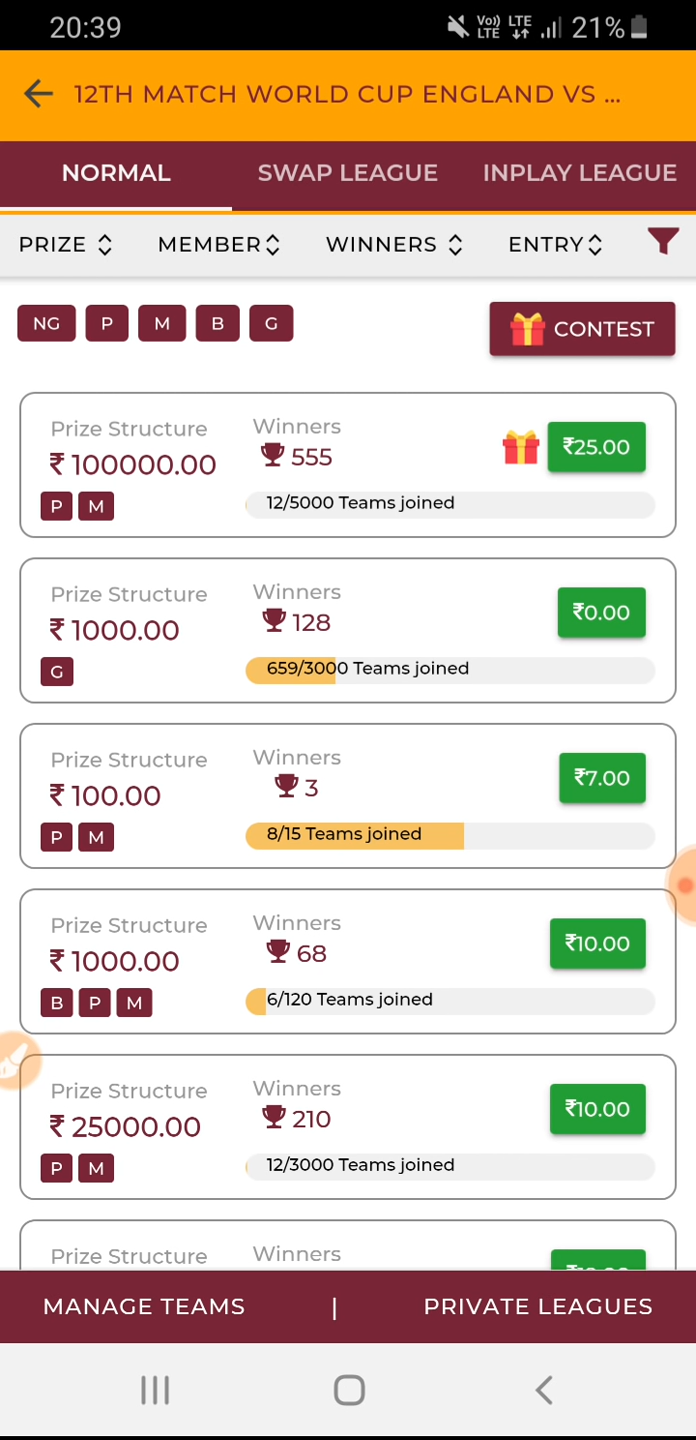 20:39 Vo)) LTE LTE 21%
12TH MATCH WORLD CUP ENGLAND VS ...
NORMAL SWAP LEAGUE INPLAY LEAGUE
PRIZE MEMBER WINNERS ENTRY
NG P M B G CONTEST
Prize Structure Winners
₹ 100000.00 555 ₹25.00
P M 12/5000 Teams joined
Prize Structure Winners
₹ 1000.00 128 ₹0.00
G 659/3000 Teams joined
Prize Structure Winners
₹ 100.00 3 ₹7.00
P M 8/15 Teams joined
Prize Structure Winners
₹ 1000.00 68 ₹10.00
B P M 6/120 Teams joined
Prize Structure Winners
₹ 25000.00 210 ₹10.00
P M 12/3000 Teams joined
Prize Structure Winners
MANAGE TEAMS | PRIVATE LEAGUES